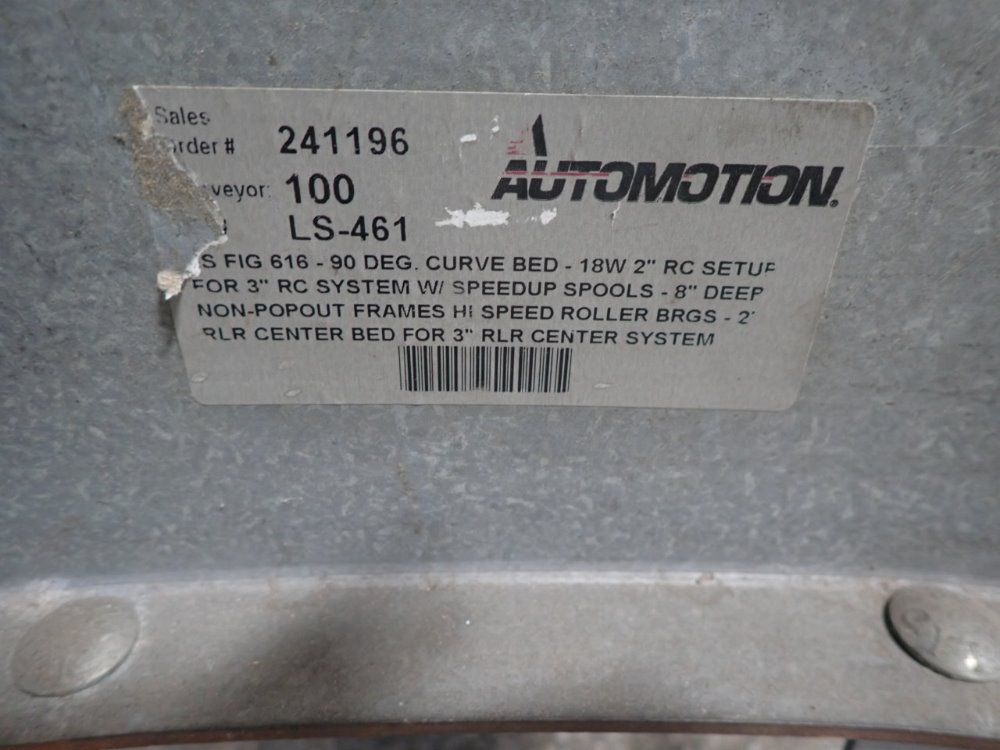 Sales
order # 241196
AUTOMOTION®
veyor: 100
LS-461
S FIG 616 - 90 DEG. CURVE BED - 18W 2" RC SETUP
FOR 3" RC SYSTEM W/ SPEEDUP SPOOLS - 8" DEEP
NON-POPOUT FRAMES HI SPEED ROLLER BRGS - 2"
RLR CENTER BED FOR 3" RLR CENTER SYSTEM